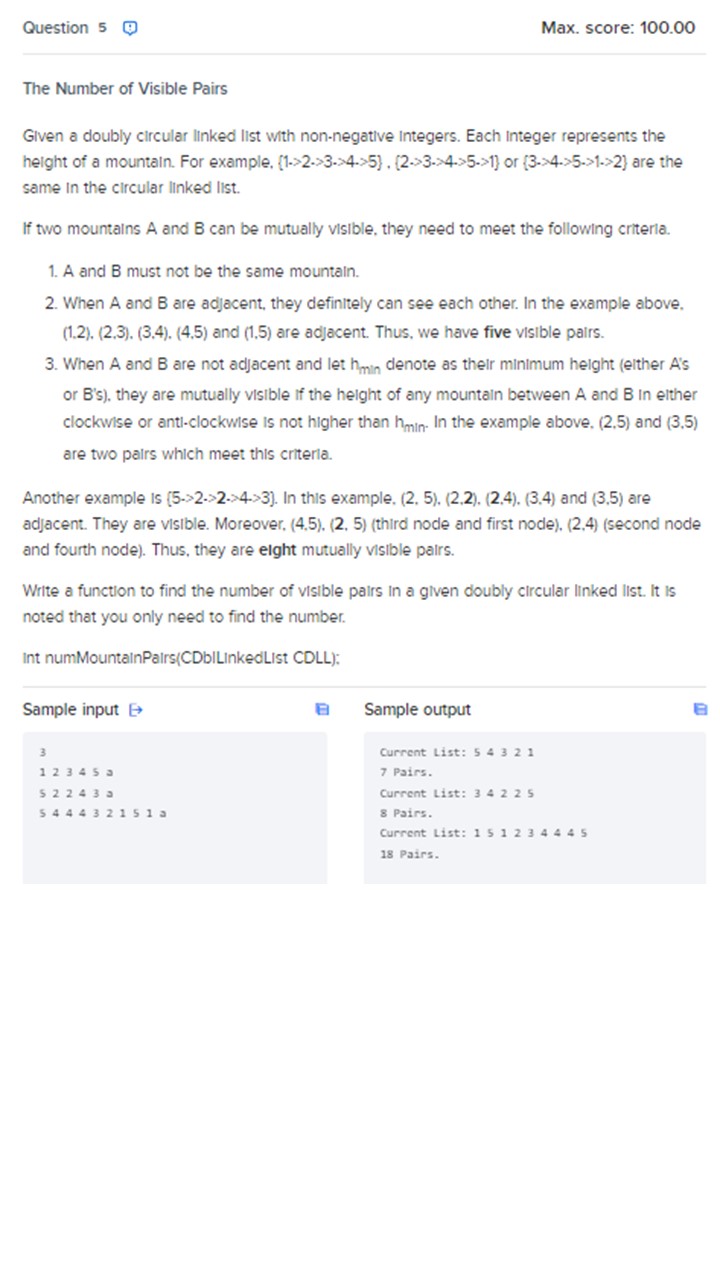 Question 5
Max. score: 100.00
The Number of Visible Pairs
Given a doubly circular linked list with non-negative integers. Each integer represents the
height of a mountain. For example, {1->2->3->4->5} , {2->3->4->5->1} or {3->4->5->1->2} are the
same in the circular linked list.
If two mountains A and B can be mutually visible, they need to meet the following criteria.
1. A and B must not be the same mountain.
2. When A and B are adjacent, they definitely can see each other. In the example above,
(1,2), (2,3), (3,4), (4,5) and (1,5) are adjacent. Thus, we have five visible pairs.
3. When A and B are not adjacent and let hmin denote as their minimum height (either A's
or B's), they are mutually visible if the height of any mountain between A and B in either
clockwise or anti-clockwise is not higher than hmin. In the example above, (2,5) and (3,5)
are two pairs which meet this criteria.
Another example is {5->2->2->4->3}. In this example, (2, 5), (2,2), (2,4), (3,4) and (3,5) are
adjacent. They are visible. Moreover, (4,5), (2, 5) (third node and first node), (2,4) (second node
and fourth node). Thus, they are eight mutually visible pairs.
Write a function to find the number of visible pairs in a given doubly circular linked list. It is
noted that you only need to find the number.
int numMountainPairs(CDblLinkedList CDLL);
Sample input
3
1 2 3 4 5 a
5 2 2 4 3 a
5 4 4 4 3 2 1 5 1 a
Sample output
Current List: 5 4 3 2 1
7 Pairs.
Current List: 3 4 2 2 5
8 Pairs.
Current List: 1 5 1 2 3 4 4 4 5
18 Pairs.